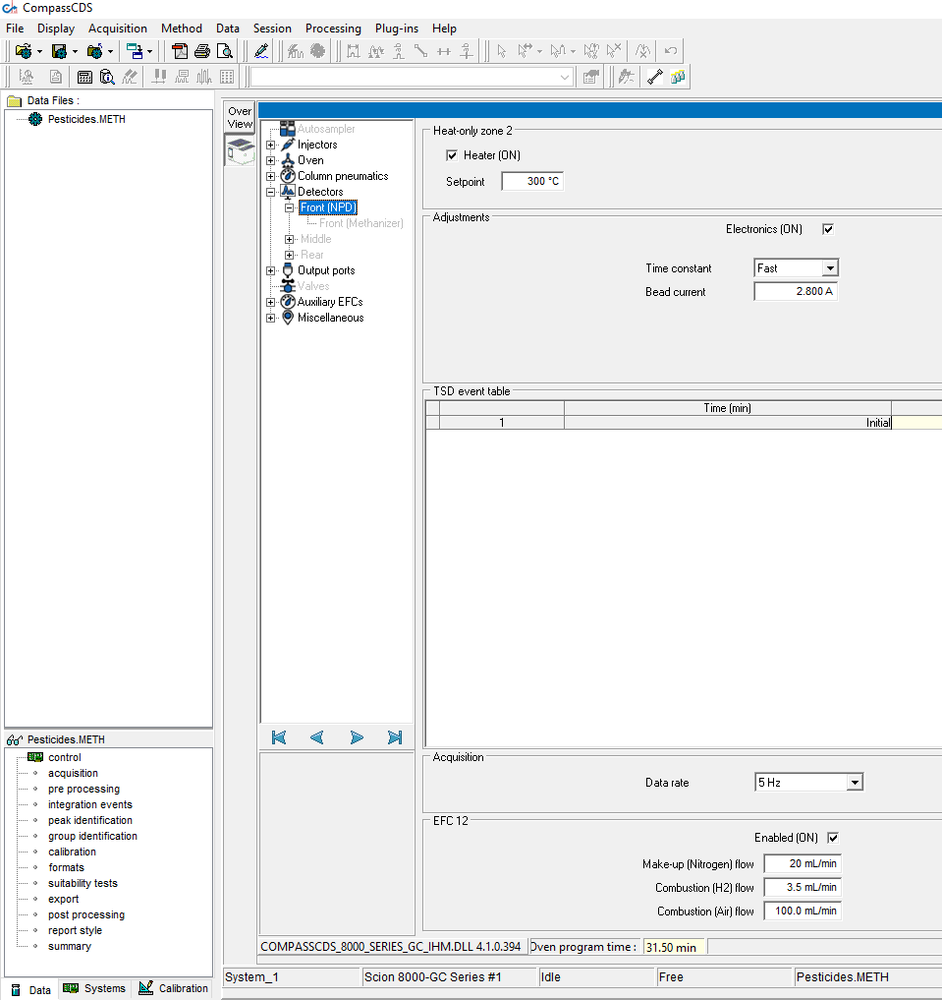 CompassCDS
File Display Acquisition Method Data Session Processing Plug-ins Help
Data Files :
Pesticides.METH
Over
View
Autosampler
Injectors
Oven
Column pneumatics
Detectors
Front (NPD)
Front (Methanizer)
Middle
Rear
Output ports
Valves
Auxiliary EFCs
Miscellaneous
Heat-only zone 2
Heater (ON)
Setpoint 300 °C
Adjustments
Electronics (ON)
Time constant Fast
Bead current 2.800 A
TSD event table
Time (min)
1 Initial
Acquisition
Data rate 5 Hz
EFC 12
Enabled (ON)
Make-up (Nitrogen) flow 20 mL/min
Combustion (H2) flow 3.5 mL/min
Combustion (Air) flow 100.0 mL/min
Pesticides.METH
control
acquisition
pre processing
integration events
peak identification
group identification
calibration
formats
suitability tests
export
post processing
report style
summary
Data Systems Calibration
COMPASSCDS_8000_SERIES_GC_IHM.DLL 4.1.0.394 Oven program time : 31.50 min
System_1 Scion 8000-GC Series #1 Idle Free Pesticides.METH